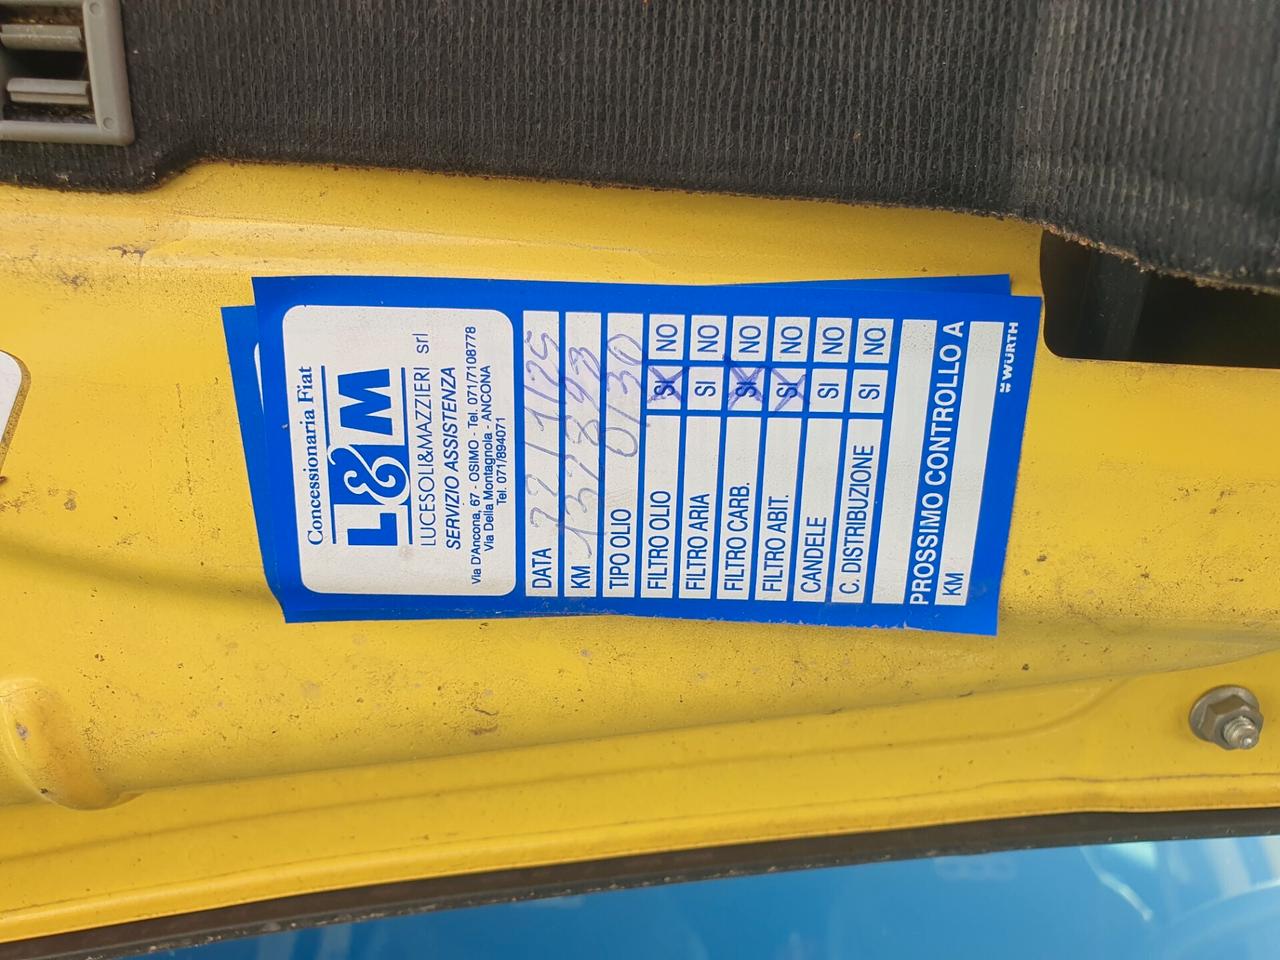 Concessionaria Fiat
L&M
LUCESOLI&MAZZIERI srl
SERVIZIO ASSISTENZA
Via D'Ancona, 67 - OSIMO - Tel. 071/7108778
Via Della Montagnola - ANCONA
Tel. 071/894071
DATA
KM
TIPO OLIO 0/30
FILTRO OLIO SI NO
FILTRO ARIA SI NO
FILTRO CARB. SI NO
FILTRO ABIT. SI NO
CANDELE SI NO
C. DISTRIBUZIONE SI NO
PROSSIMO CONTROLLO A
KM
WÜRTH